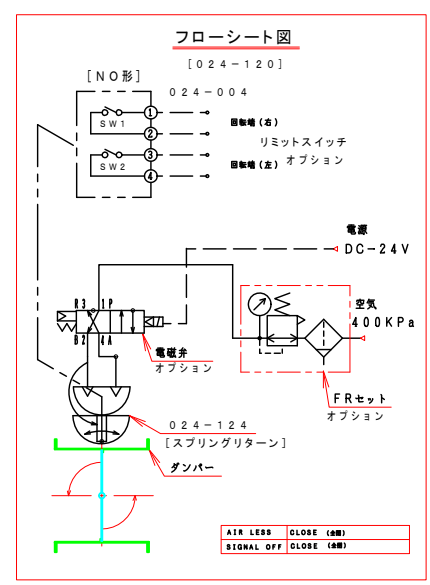 フローシート図
[024-120]
[NO形]
024-004
1
SW1
2
回転端(右)
リミットスイッチ
3
SW2
回転端(左)
オプション
4
電源
DC-24V
R3 1P
空気
400KPa
B2 4A
電磁弁
オプション
FRセット
オプション
024-124
[スプリングリターン]
ダンパー
AIR LESS CLOSE (全閉)
SIGNAL OFF CLOSE (全閉)